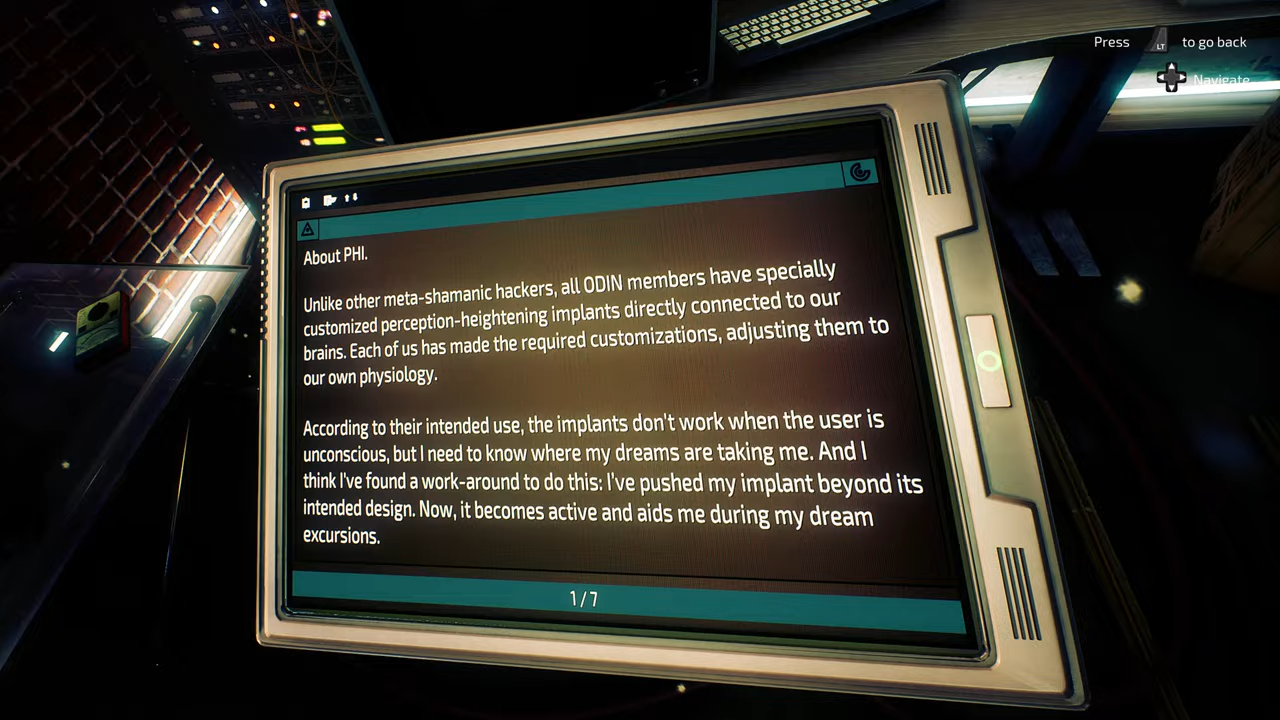 Press LT to go back
Navigate
About PHI.
Unlike other meta-shamanic hackers, all ODIN members have specially
customized perception-heightening implants directly connected to our
brains. Each of us has made the required customizations, adjusting them to
our own physiology.
According to their intended use, the implants don't work when the user is
unconscious, but I need to know where my dreams are taking me. And I
think I've found a work-around to do this: I've pushed my implant beyond its
intended design. Now, it becomes active and aids me during my dream
excursions.
1/7